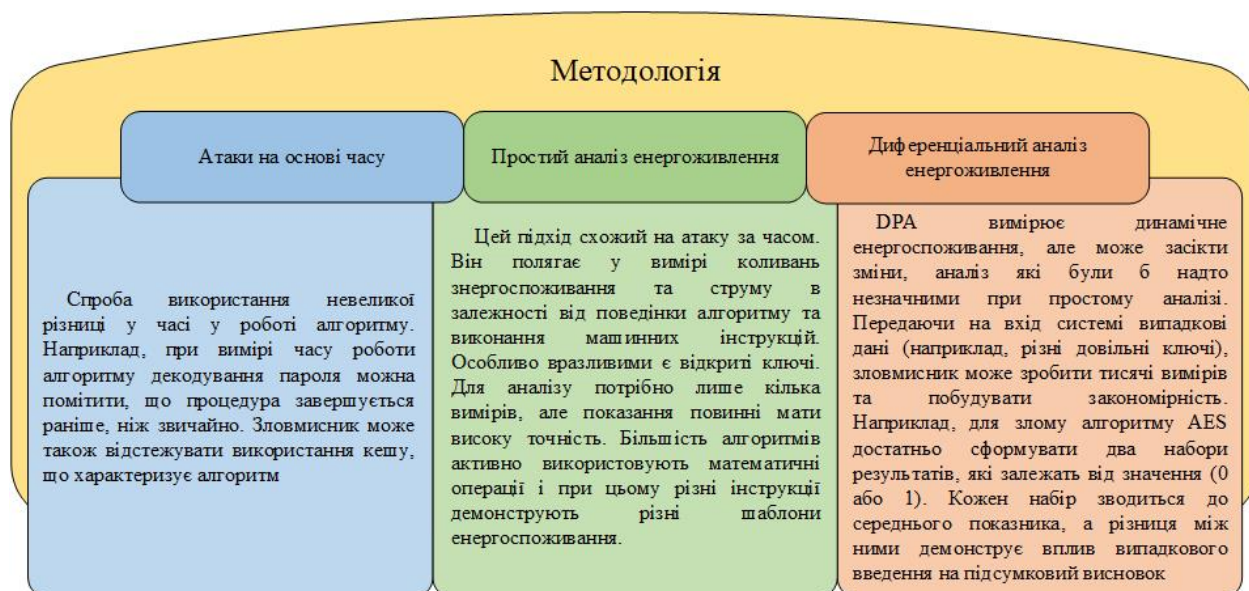 Методологія
Атаки на основі часу
Спроба використання невеликої
різниці у часі у роботі алгоритму.
Наприклад, при вимірі часу роботи
алгоритму декодування пароля можна
помітити, що процедура завершується
раніше, ніж звичайно. Зловмисник може
також відстежувати використання кешу,
що характеризує алгоритм
Простий аналіз енергоживлення
Цей підхід схожий на атаку за часом.
Він полягає у вимірі коливань
знергоспоживання та струму в
залежності від поведінки алгоритму та
виконання машинних інструкцій.
Особливо вразливими є відкриті ключі.
Для аналізу потрібно лише кілька
вимірів, але показання повинні мати
високу точність. Більшість алгоритмів
активно використовують математичні
операції і при цьому різні інструкції
демонструють різні шаблони
енергоспоживання.
Диференціальний аналіз
енергоживлення
DPA вимірює динамічне
енергоспоживання, але може засікти
зміни, аналіз які були б надто
незначними при простому аналізі.
Передаючи на вхід системі випадкові
дані (наприклад, різні довільні ключі),
зловмисник може зробити тисячі вимірів
та побудувати закономірність.
Наприклад, для злому алгоритму AES
достатньо сформувати два набори
результатів, які залежать від значення (0
або 1). Кожен набір зводиться до
середнього показника, а різниця між
ними демонструє вплив випадкового
введення на підсумковий висновок